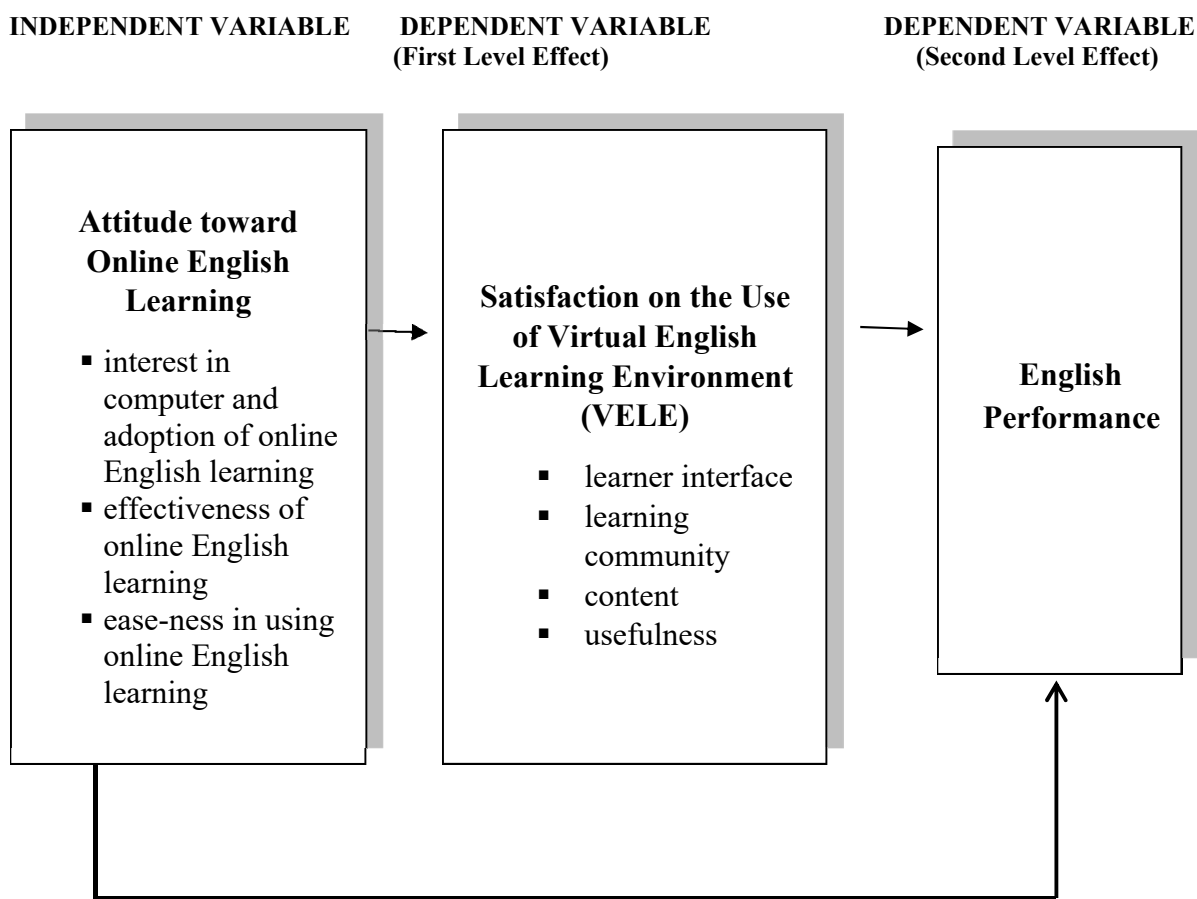 INDEPENDENT VARIABLE
DEPENDENT VARIABLE
(First Level Effect)
DEPENDENT VARIABLE
(Second Level Effect)
Attitude toward
Online English
Learning
▪ interest in
computer and
adoption of online
English learning
▪ effectiveness of
online English
learning
▪ ease-ness in using
online English
learning
Satisfaction on the Use
of Virtual English
Learning Environment
(VELE)
▪ learner interface
▪ learning
community
▪ content
▪ usefulness
English
Performance